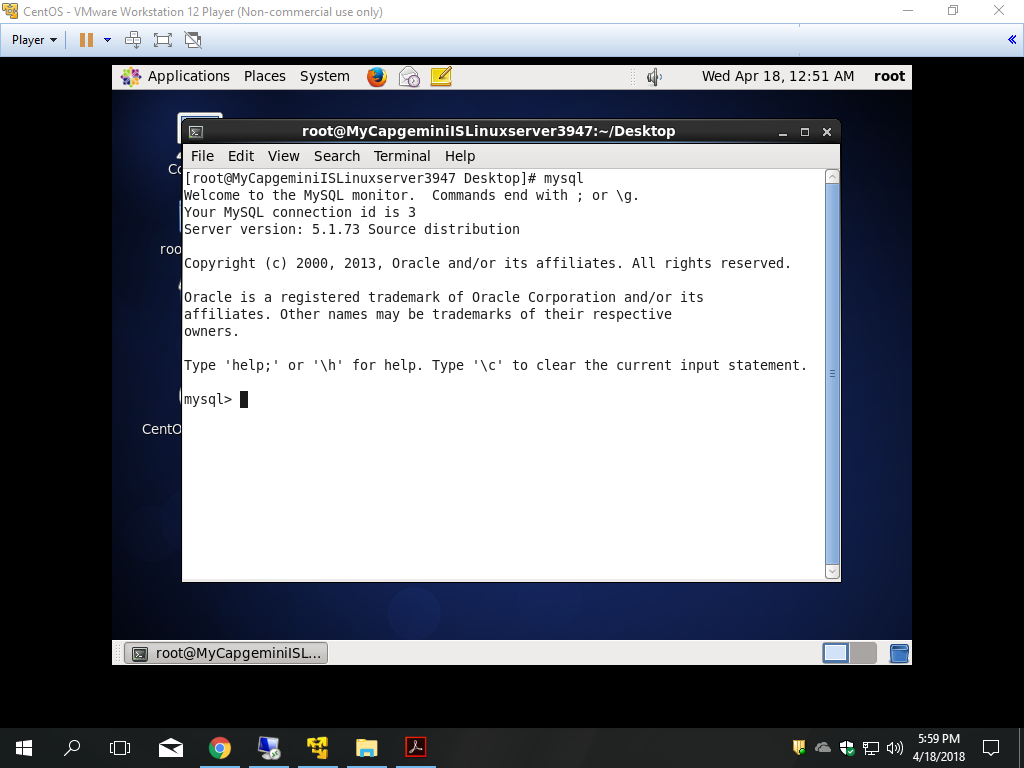 CentOS - VMware Workstation 12 Player (Non-commercial use only)
Player
Applications Places System
Wed Apr 18, 12:51 AM root
root@MyCapgeminiISLinuxserver3947:~/Desktop
File Edit View Search Terminal Help
[root@MyCapgeminiISLinuxserver3947 Desktop]# mysql
Welcome to the MySQL monitor.  Commands end with ; or \g.
Your MySQL connection id is 3
Server version: 5.1.73 Source distribution
Copyright (c) 2000, 2013, Oracle and/or its affiliates. All rights reserved.
Oracle is a registered trademark of Oracle Corporation and/or its
affiliates. Other names may be trademarks of their respective
owners.
Type 'help;' or '\h' for help. Type '\c' to clear the current input statement.
mysql>
Co
roo
CentO
root@MyCapgeminiISL...
5:59 PM
4/18/2018